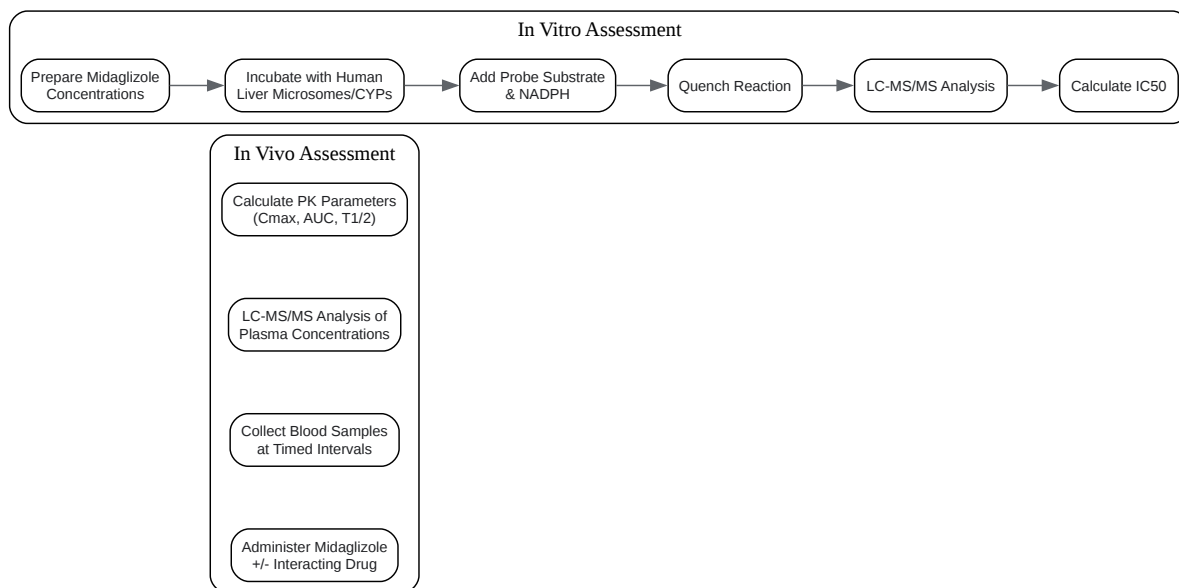 In Vitro Assessment
Prepare Midaglizole
Concentrations
Incubate with Human
Liver Microsomes/CYPs
Add Probe Substrate
& NADPH
Quench Reaction
LC-MS/MS Analysis
Calculate IC50
In Vivo Assessment
Calculate PK Parameters
(Cmax, AUC, T1/2)
LC-MS/MS Analysis of
Plasma Concentrations
Collect Blood Samples
at Timed Intervals
Administer Midaglizole
+/- Interacting Drug